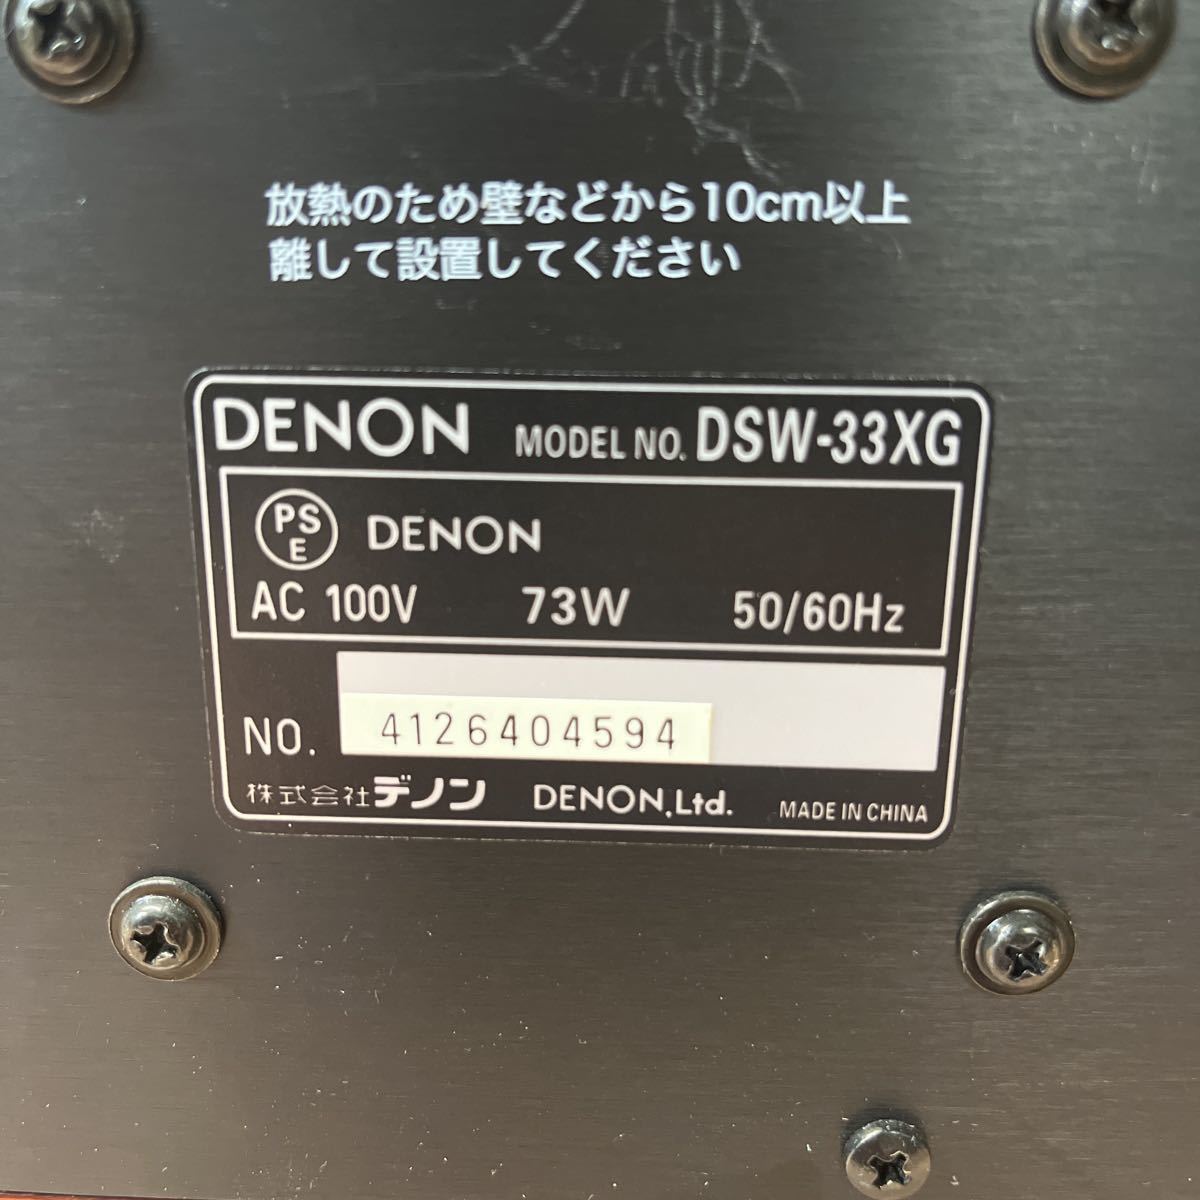 放熱のため壁などから10cm以上
離して設置してください
DENON MODEL NO. DSW-33XG
PSE DENON
AC 100V 73W 50/60Hz
NO. 4126404594
株式会社デノン DENON,Ltd. MADE IN CHINA